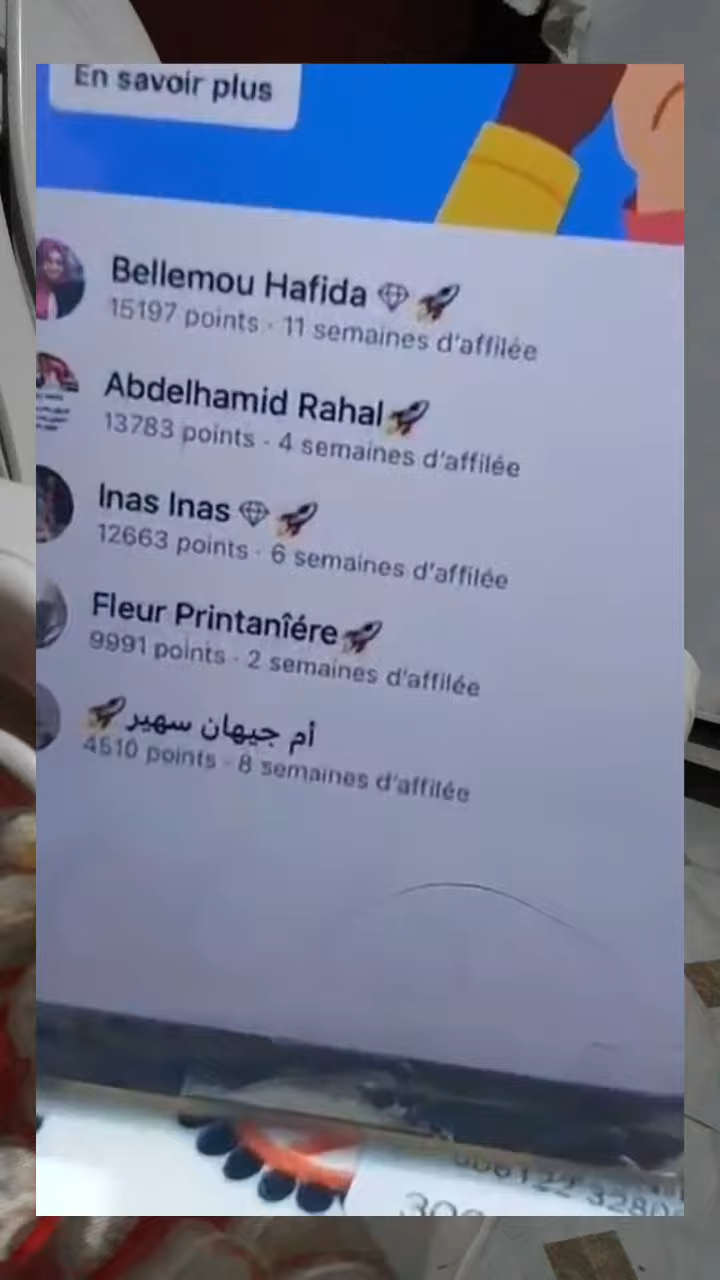 En savoir plus
Bellemou Hafida 💎🚀
15197 points · 11 semaines d'affilée
Abdelhamid Rahal🚀
13783 points · 4 semaines d'affilée
Inas Inas 💎🚀
12663 points · 6 semaines d'affilée
Fleur Printanîére🚀
9991 points · 2 semaines d'affilée
أم جيهان سهير🚀
4510 points · 8 semaines d'affilée